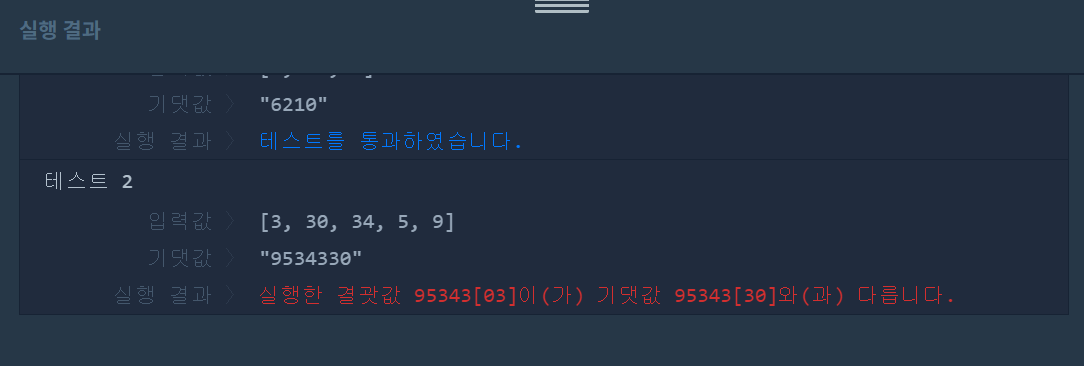 실행 결과
기댓값 〉 "6210"
실행 결과 〉 테스트를 통과하였습니다.
테스트 2
입력값 〉 [3, 30, 34, 5, 9]
기댓값 〉 "9534330"
실행 결과 〉 실행한 결괏값 95343[03]이(가) 기댓값 95343[30]와(과) 다릅니다.